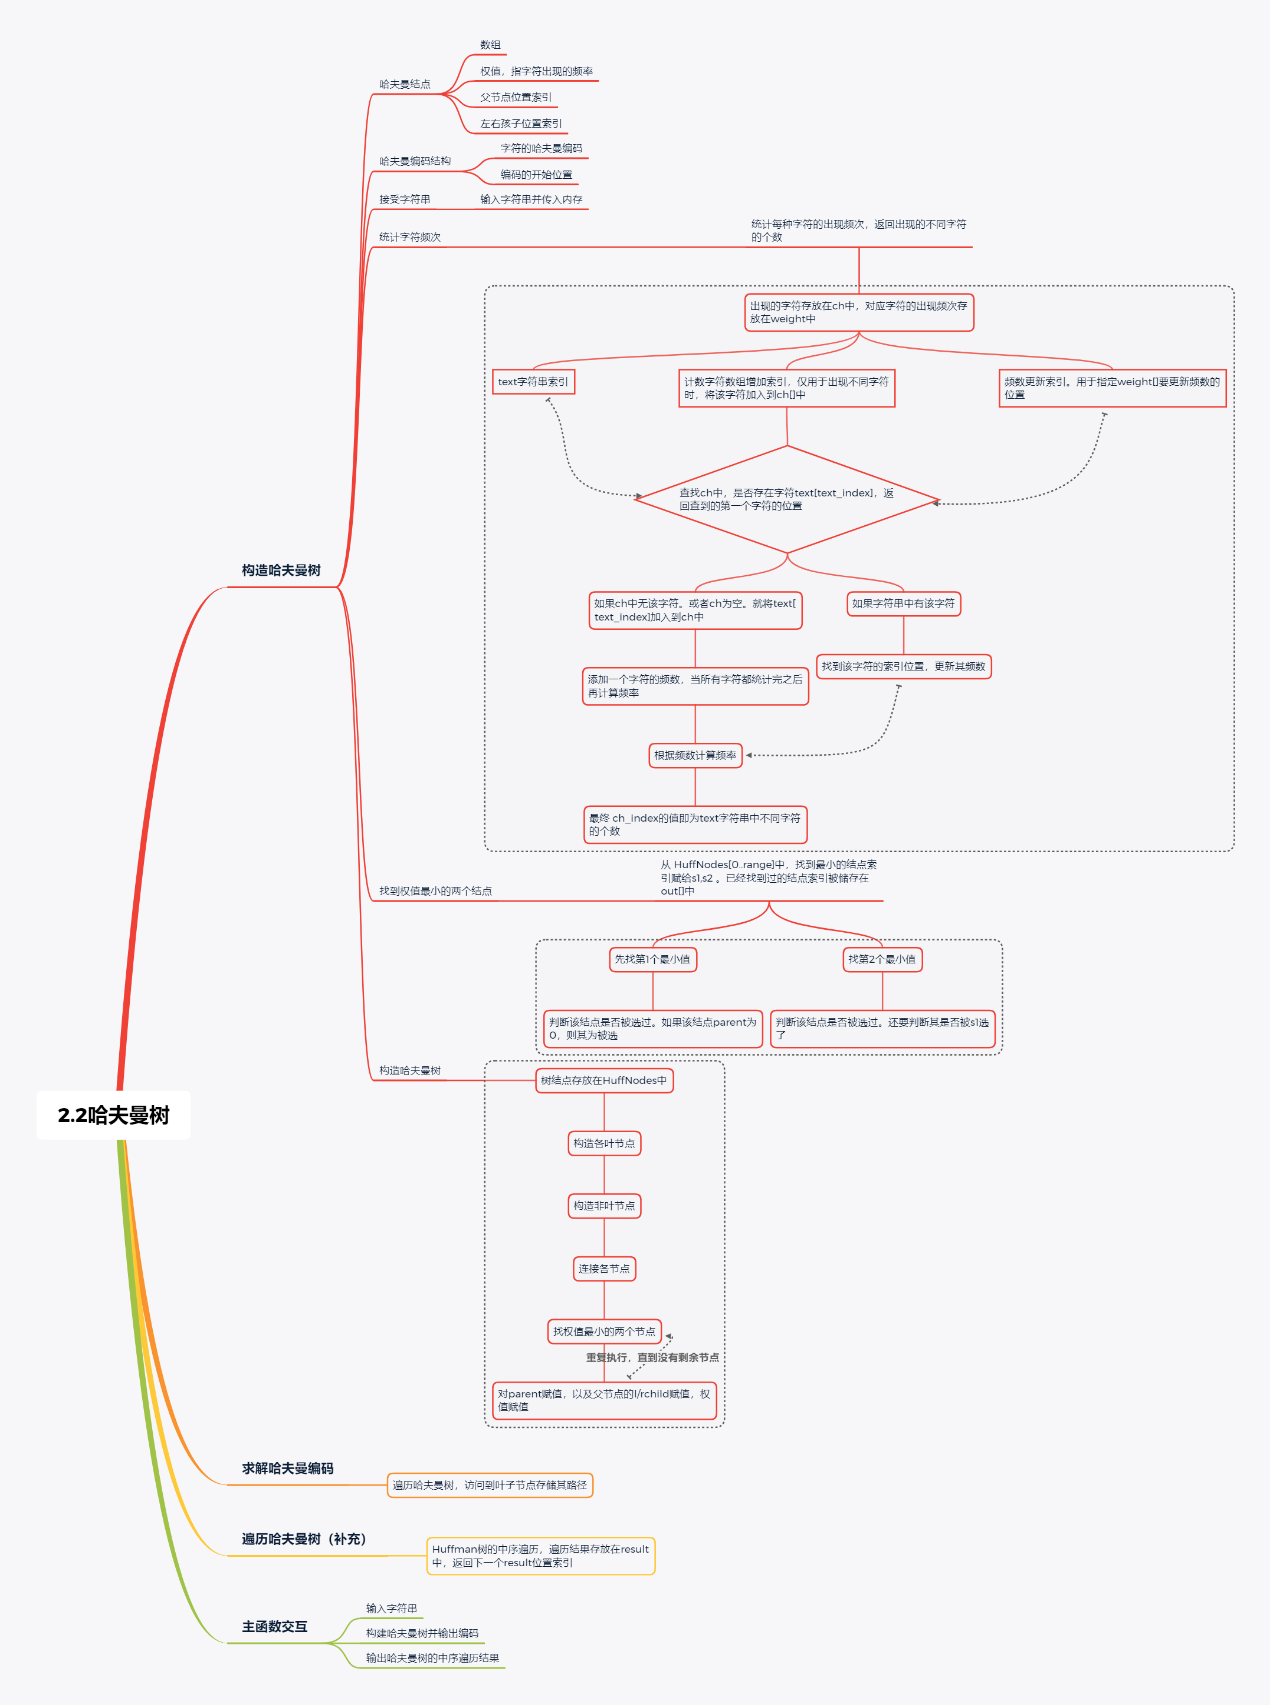 数组
权值，指字符出现的频率
哈夫曼结点
父节点位置索引
左右孩子位置索引
字符的哈夫曼编码
哈夫曼编码结构
编码的开始位置
接受字符串
输入字符串并传入内存
统计每种字符的出现频次，返回出现的不同字符
的个数
统计字符频次
出现的字符存放在ch中，对应字符的出现频次存
放在weight中
text字符串索引
计数字符数组增加索引，仅用于出现不同字符
时，将该字符加入到ch[]中
频数更新索引。用于指定weight[]要更新频数的
位置
查找ch中，是否存在字符text[text_index]，返
回查到的第一个字符的位置
构造哈夫曼树
如果ch中无该字符。或者ch为空。就将text[
text_index]加入到ch中
如果字符串中有该字符
找到该字符的索引位置，更新其频数
添加一个字符的频数，当所有字符都统计完之后
再计算频率
根据频数计算频率
最终 ch_index的值即为text字符串中不同字符
的个数
从 HuffNodes[0..range]中，找到最小的结点索
引赋给s1,s2 。已经找到过的结点索引被储存在
out[]中
找到权值最小的两个结点
先找第1个最小值
找第2个最小值
判断该结点是否被选过。如果该结点parent为
0，则其为被选
判断该结点是否被选过。还要判断其是否被s1选
了
构造哈夫曼树
树结点存放在HuffNodes中
2.2哈夫曼树
构造各叶节点
构造非叶节点
连接各节点
找权值最小的两个节点
重复执行，直到没有剩余节点
对parent赋值，以及父节点的l/rchild赋值，权
值赋值
求解哈夫曼编码
遍历哈夫曼树，访问到叶子节点存储其路径
遍历哈夫曼树（补充）
Huffman树的中序遍历，遍历结果存放在result
中，返回下一个result位置索引
输入字符串
主函数交互
构建哈夫曼树并输出编码
输出哈夫曼树的中序遍历结果